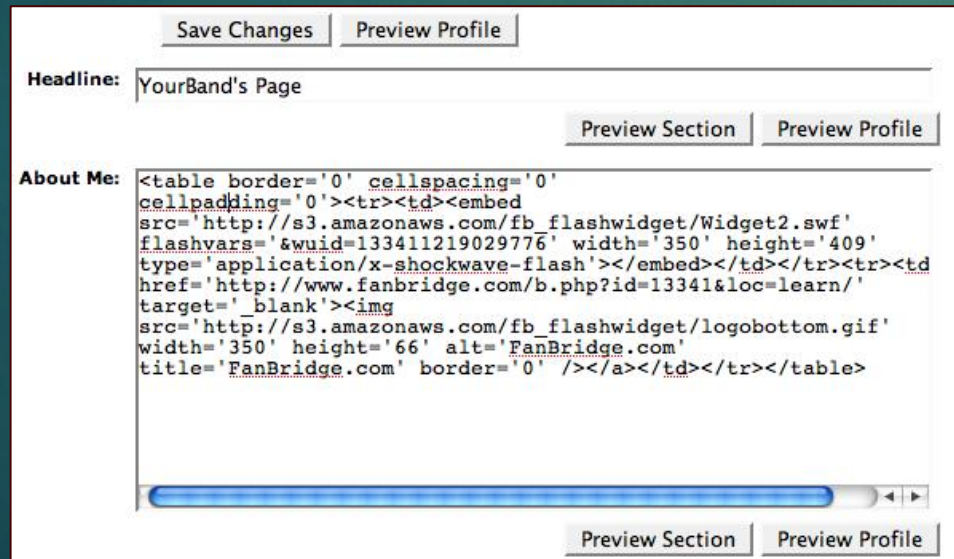 Save Changes Preview Profile
Headline: YourBand's Page
Preview Section Preview Profile
About Me: <table border='0' cellspacing='0'
cellpadding='0'><tr><td><embed
src='http://s3.amazonaws.com/fb_flashwidget/Widget2.swf'
flashvars='&wuid=133411219029776' width='350' height='409'
type='application/x-shockwave-flash'></embed></td></tr><tr><td
href='http://www.fanbridge.com/b.php?id=13341&loc=learn/'
target='_blank'><img
src='http://s3.amazonaws.com/fb_flashwidget/logobottom.gif'
width='350' height='66' alt='FanBridge.com'
title='FanBridge.com' border='0' /></a></td></tr></table>
Preview Section Preview Profile